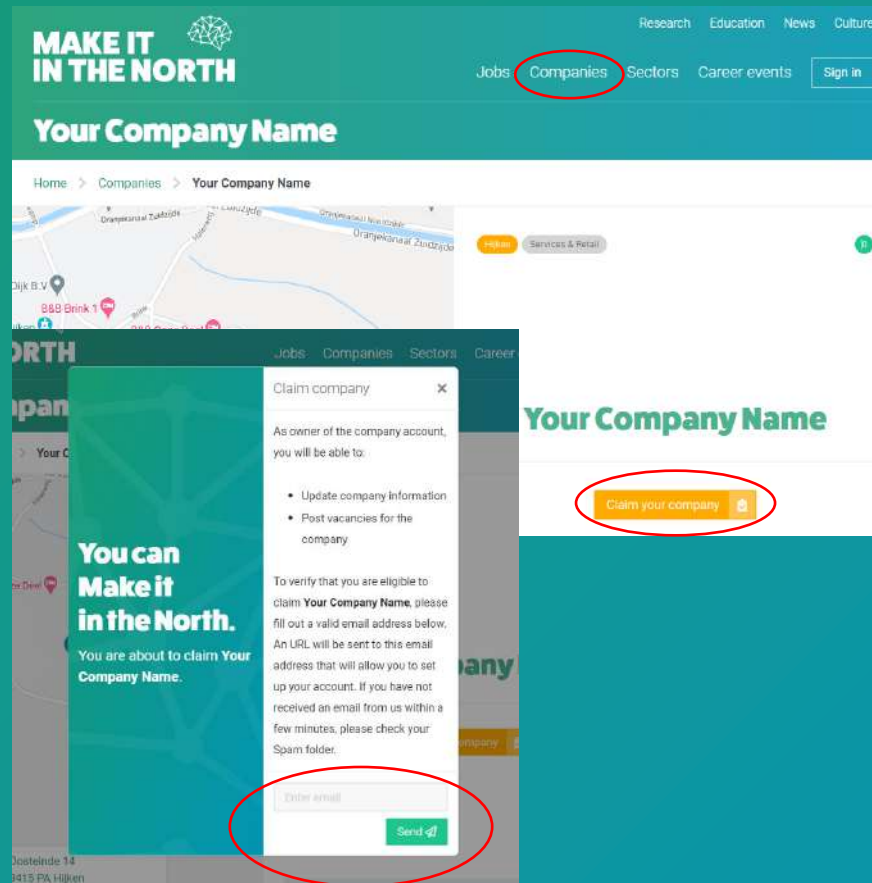 Research Education News Culture
MAKE IT
IN THE NORTH
Jobs Companies Sectors Career events Sign in
Your Company Name
Home > Companies > Your Company Name
Oranjekanaal Zuidzijde
Oranjekanaal Zuidzijde
Hijken Services & Retail
Dijk B.V
B&B Brink 1
ORTH
Jobs Companies Sectors Career
Claim company ×
As owner of the company account,
you will be able to:
• Update company information
• Post vacancies for the
company
You can
Make it
in the North.
You are about to claim Your
Company Name.
To verify that you are eligible to
claim Your Company Name, please
fill out a valid email address below.
An URL will be sent to this email
address that will allow you to set
up your account. If you have not
received an email from us within a
few minutes, please check your
Spam folder.
Enter email
Send
Your Company Name
Claim your company
Oosteinde 14
9415 PA Hijken